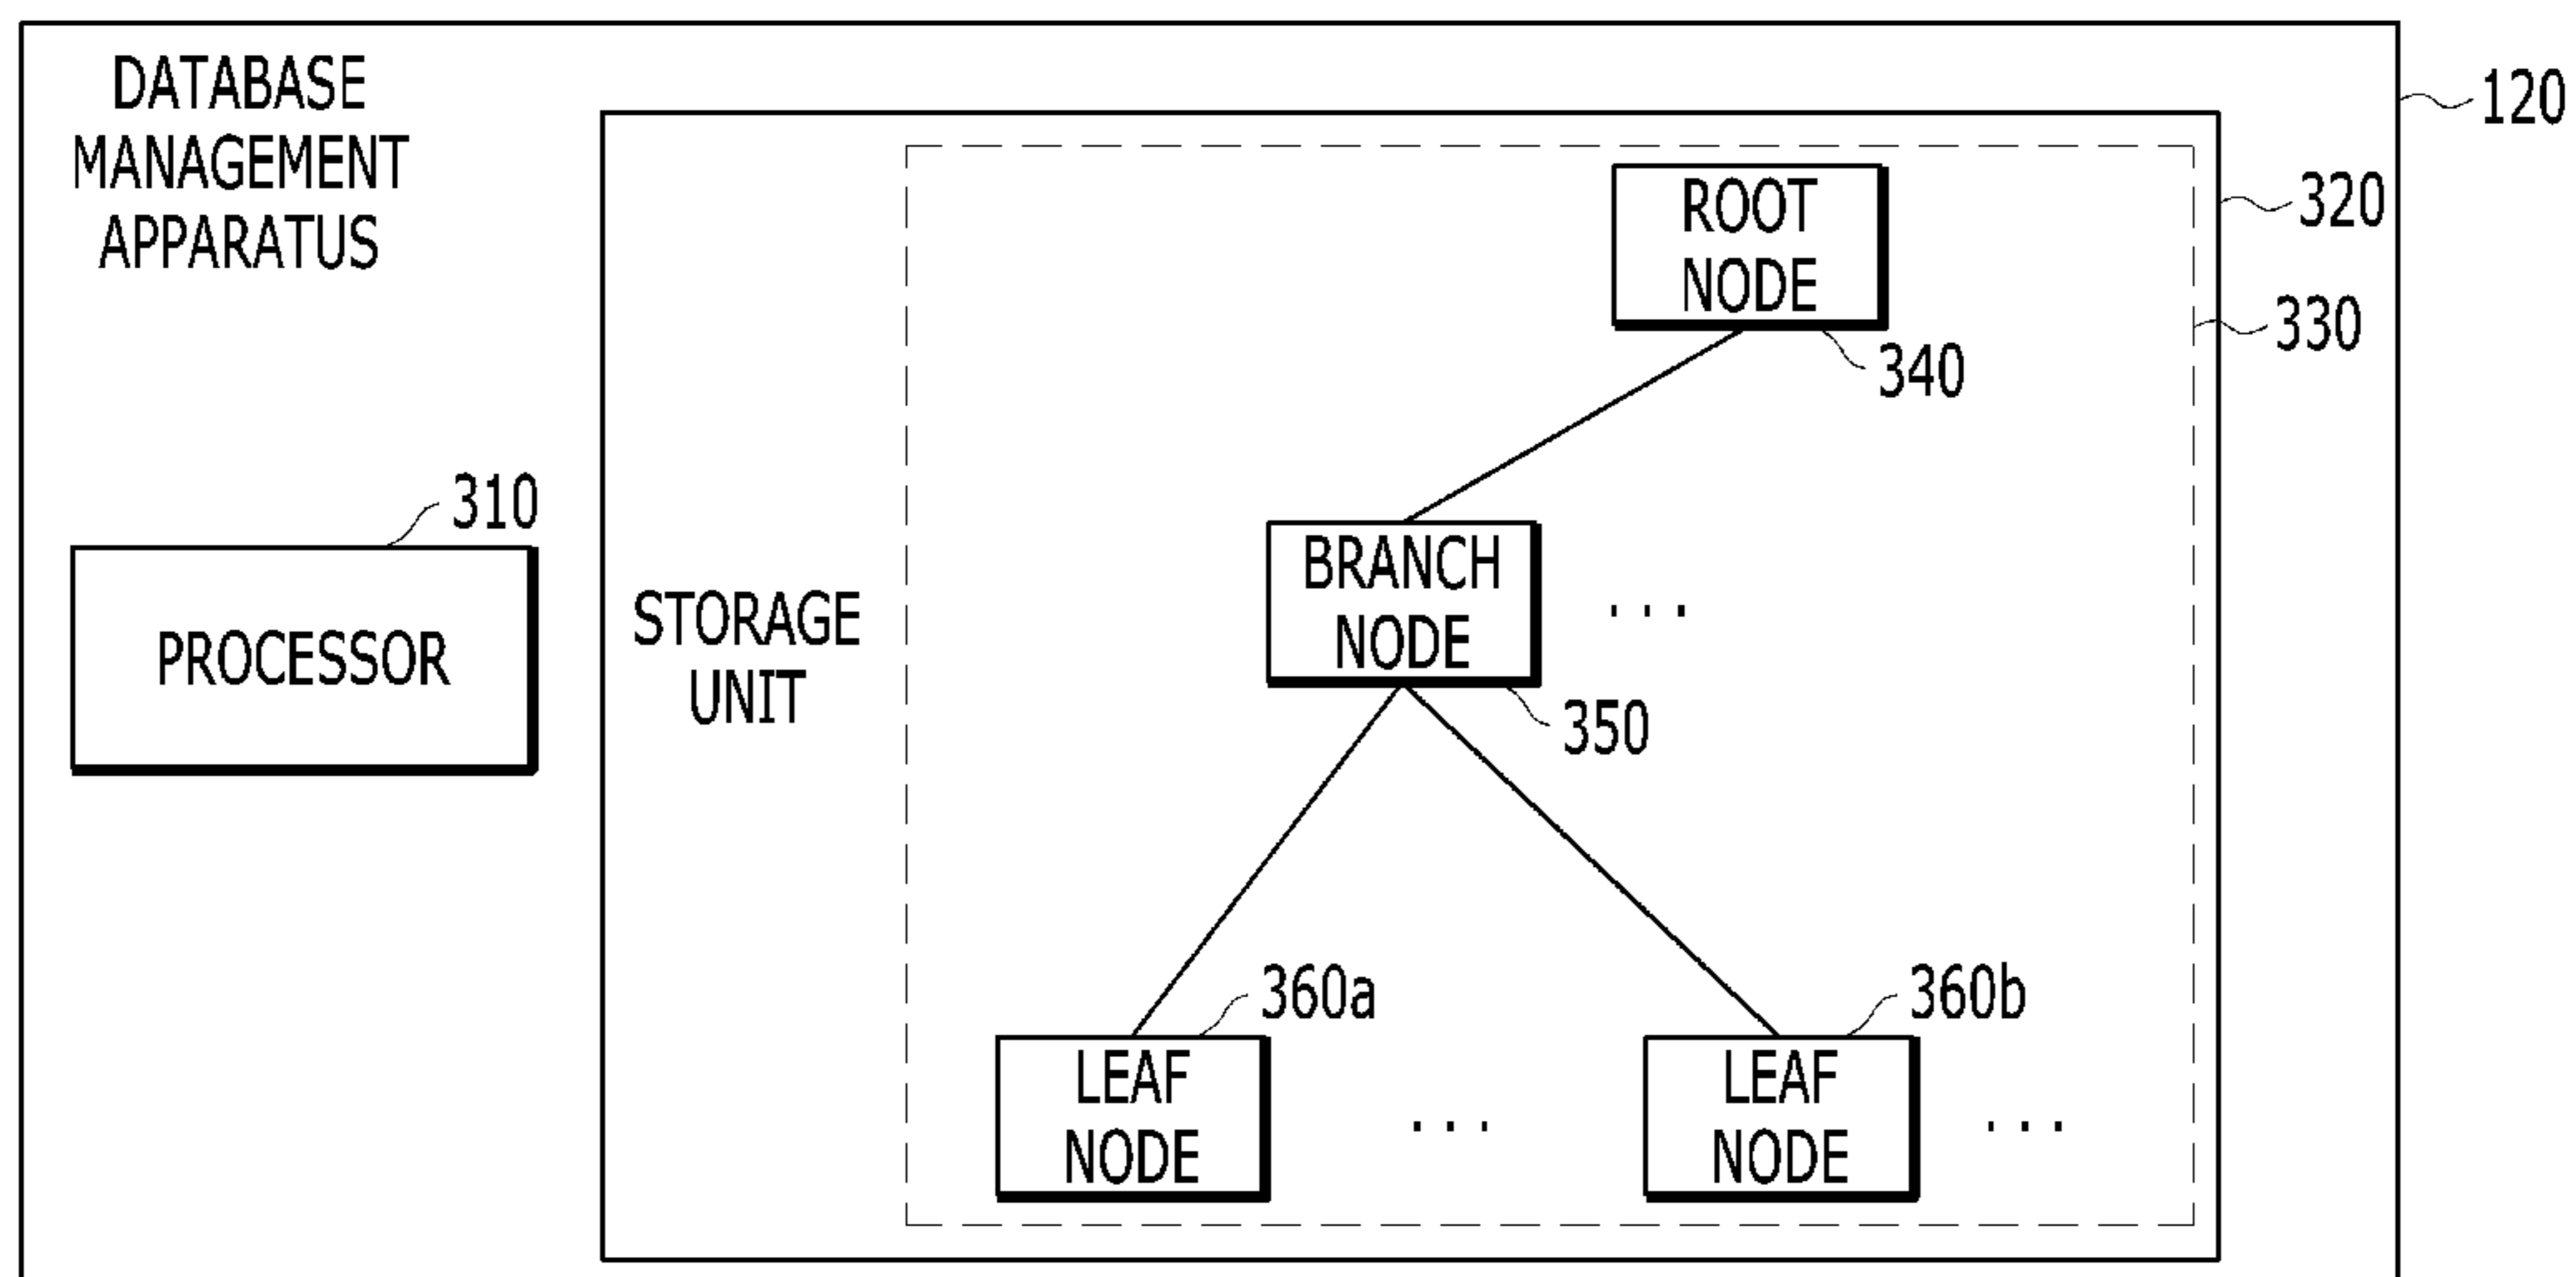 DATABASE
MANAGEMENT
APPARATUS
120
320
330
ROOT
NODE
340
310
PROCESSOR
STORAGE
UNIT
BRANCH
NODE
...
350
360a
360b
LEAF
NODE
...
LEAF
NODE
...